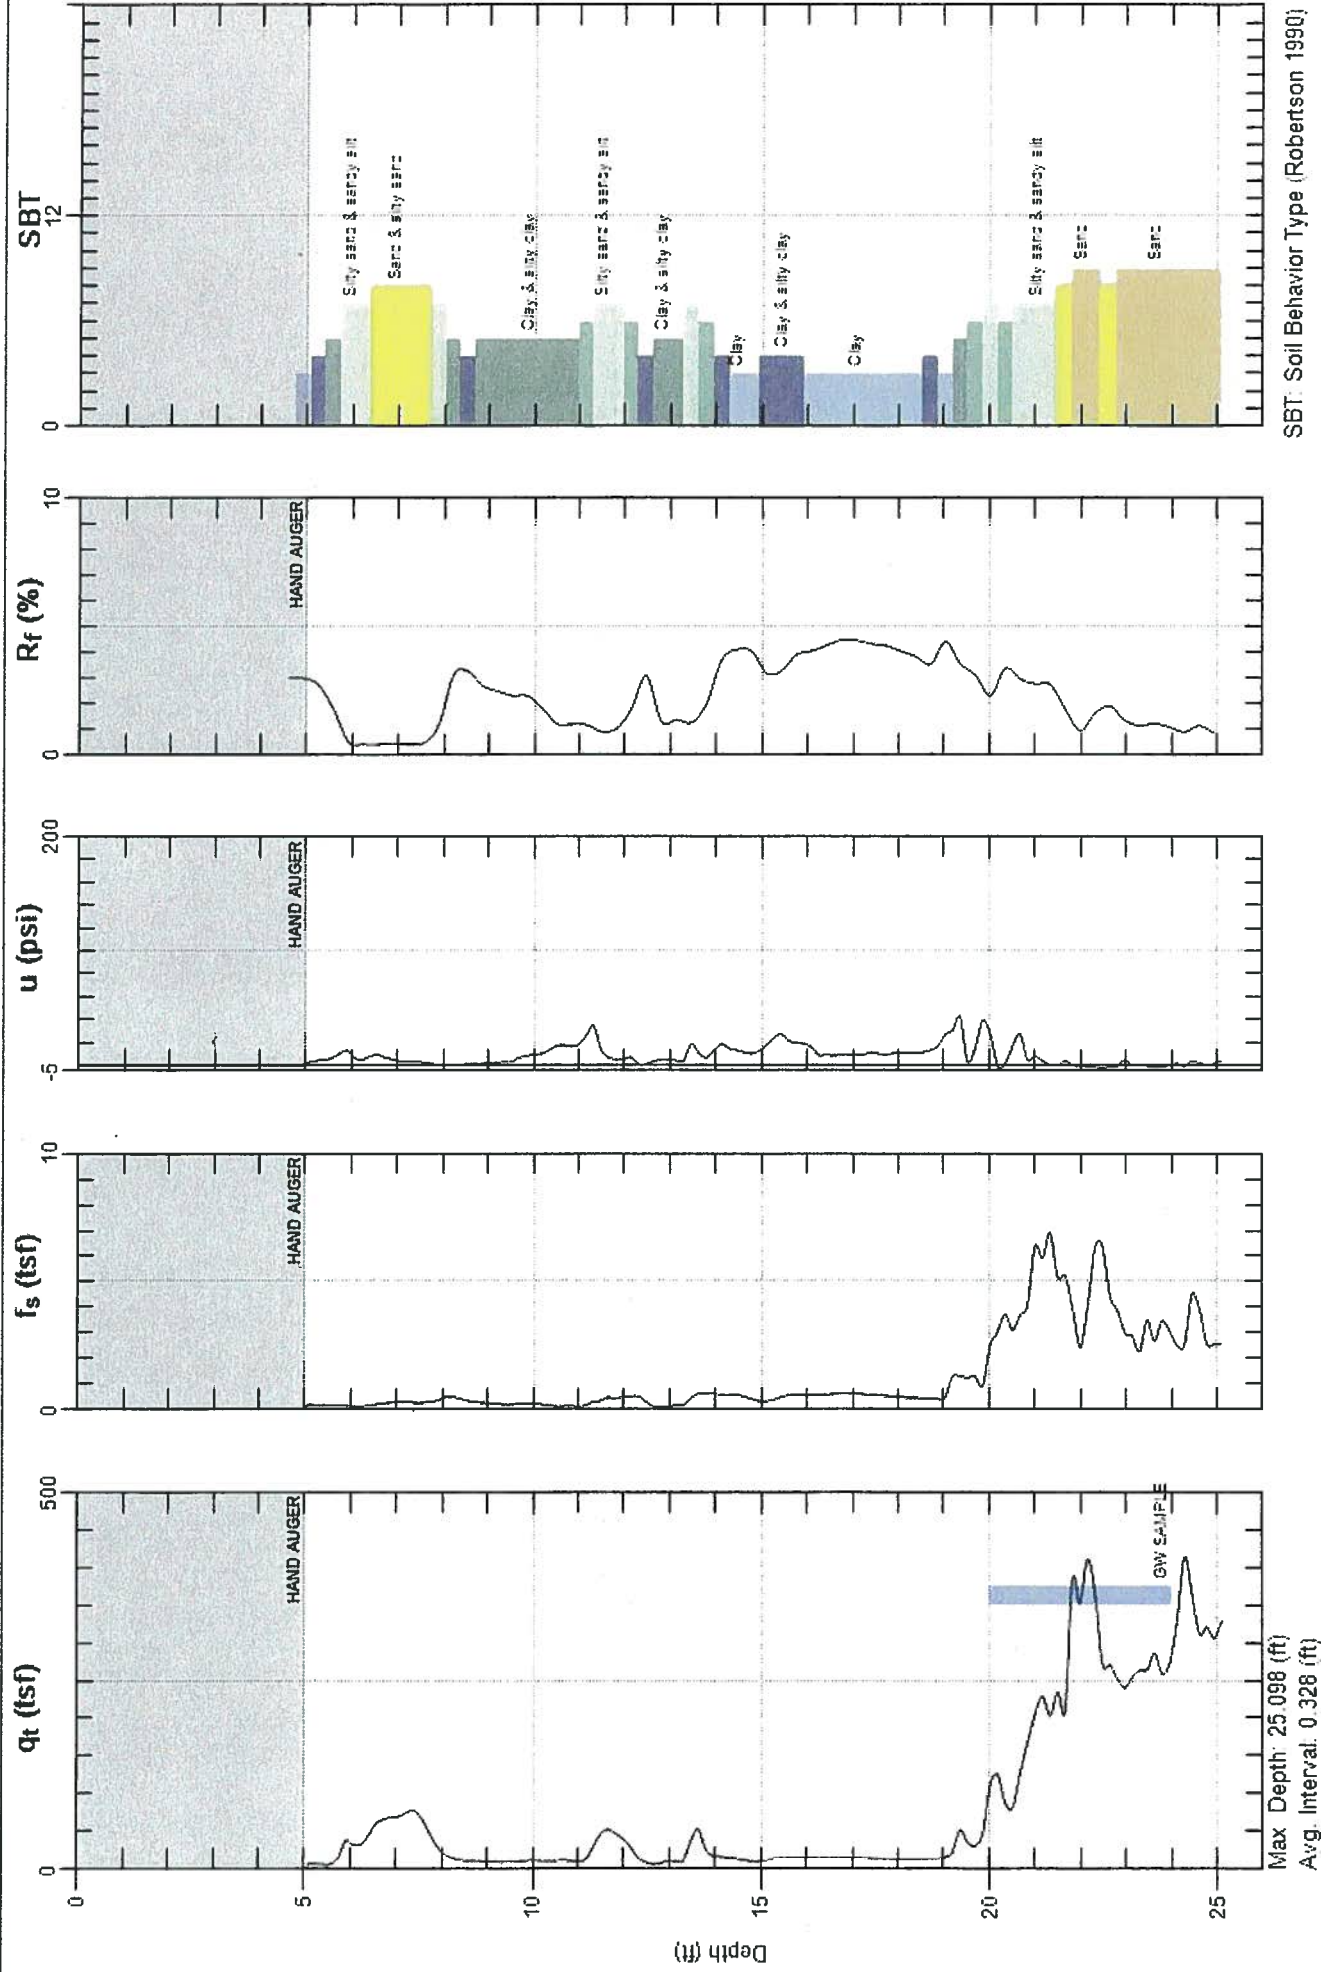 qt (tsf)
fs (tsf)
u (psi)
Rf (%)
SBT
0
500
0
10
-5
200
0
10
0
12
0
5
10
15
20
25
Depth (ft)
HAND AUGER
HAND AUGER
HAND AUGER
HAND AUGER
GW SAMPLE
Silty sand & sandy silt
Sand & silty sand
Clay & silty clay
Silty sand & sandy silt
Clay & silty clay
Clay
Clay & silty clay
Clay
Silty sand & sandy silt
Sand
Sand
Max. Depth: 25.098 (ft)
Avg. Interval: 0.328 (ft)
SBT: Soil Behavior Type (Robertson 1990)